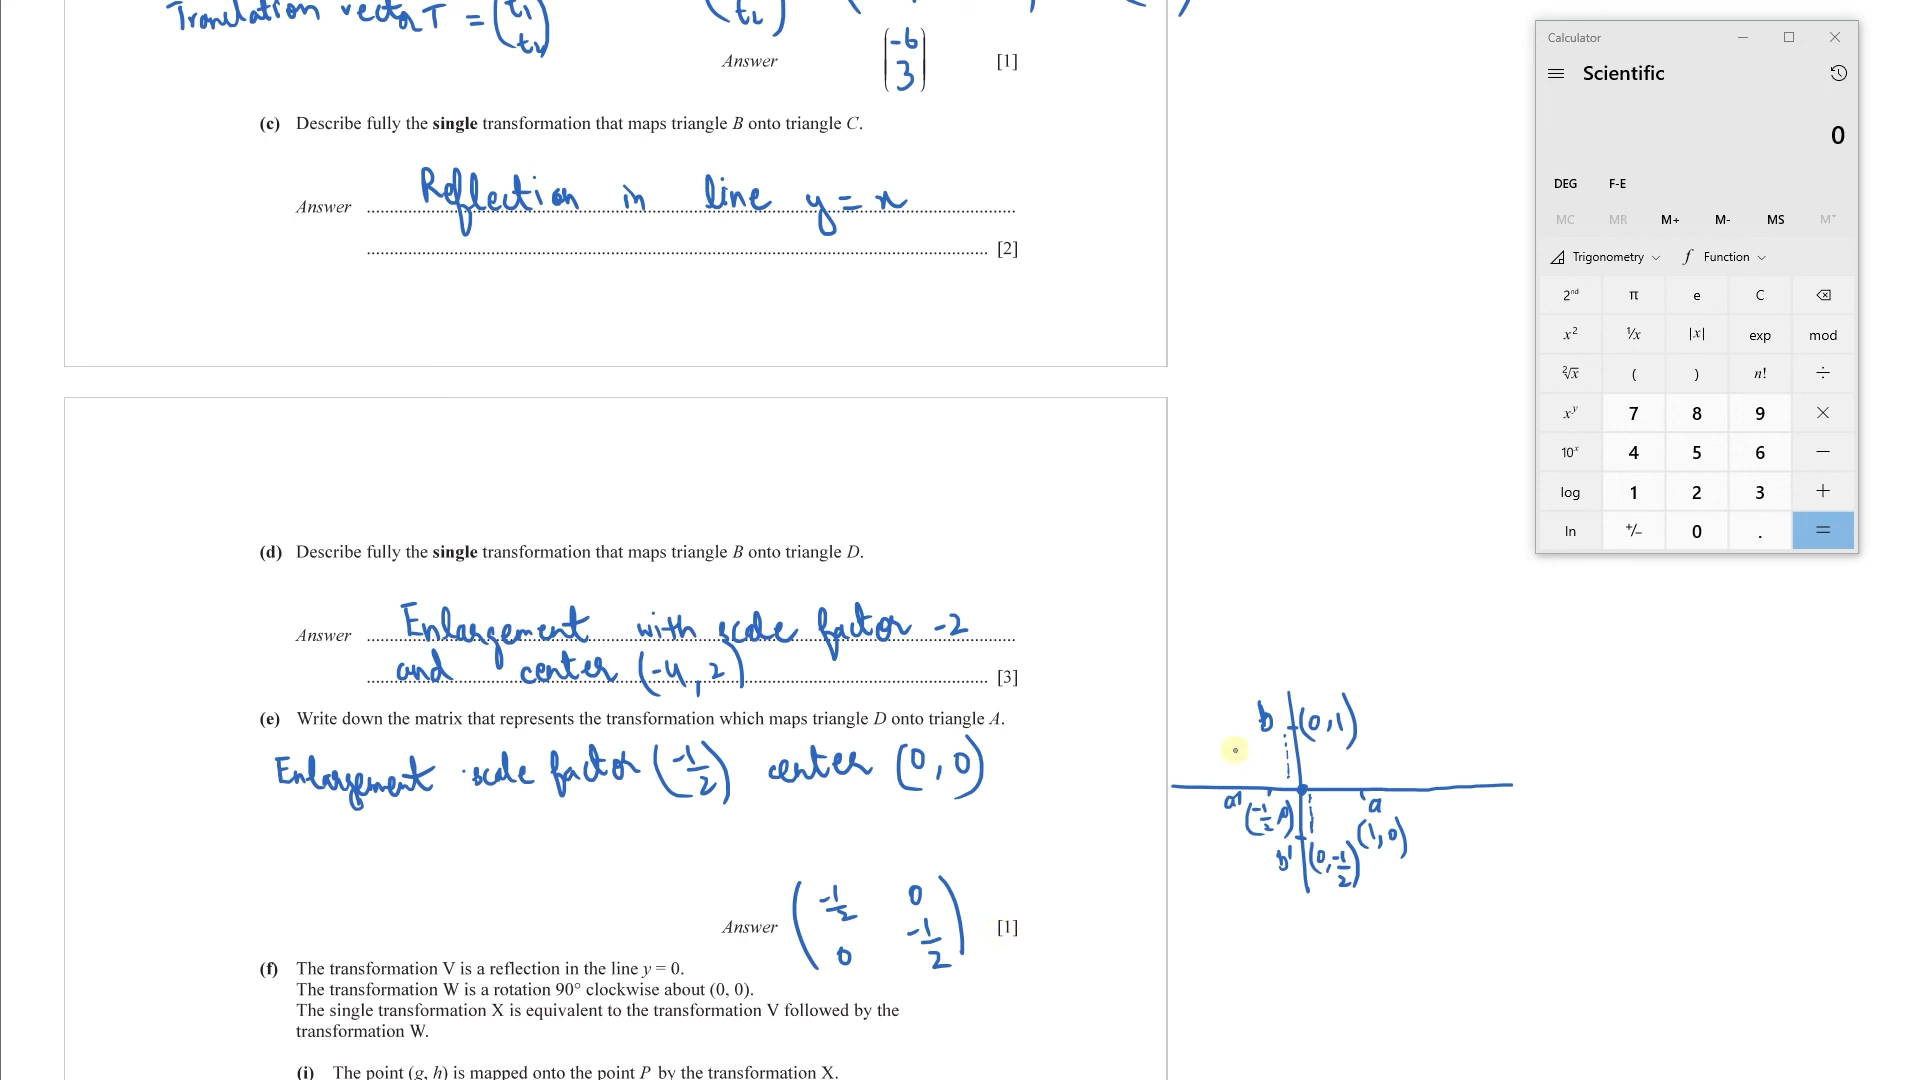 Translation vector T = (t1
t2)
(-6
3)
Answer [1]
(c) Describe fully the single transformation that maps triangle B onto triangle C.
Answer Reflection in line y = x
[2]
(d) Describe fully the single transformation that maps triangle B onto triangle D.
Answer Enlargement with scale factor -2
and center (-4, 2) [3]
(e) Write down the matrix that represents the transformation which maps triangle D onto triangle A.
Enlargement scale factor (-1/2) center (0, 0)
Answer (-1/2 0
0 -1/2) [1]
(f) The transformation V is a reflection in the line y = 0.
The transformation W is a rotation 90° clockwise about (0, 0).
The single transformation X is equivalent to the transformation V followed by the
transformation W.
(i) The point (g, h) is mapped onto the point P by the transformation X.
b (0,1)
a' a
(-1/2, 0) (1,0)
b' (0,-1/2)
Calculator
Scientific
0
DEG F-E
MC MR M+ M- MS M˅
Trigonometry f Function
2nd π e C
x² ¹/x |x| exp mod
²√x ( ) n! ÷
xʸ 7 8 9 ×
10ˣ 4 5 6 −
log 1 2 3 +
ln +/- 0 . =